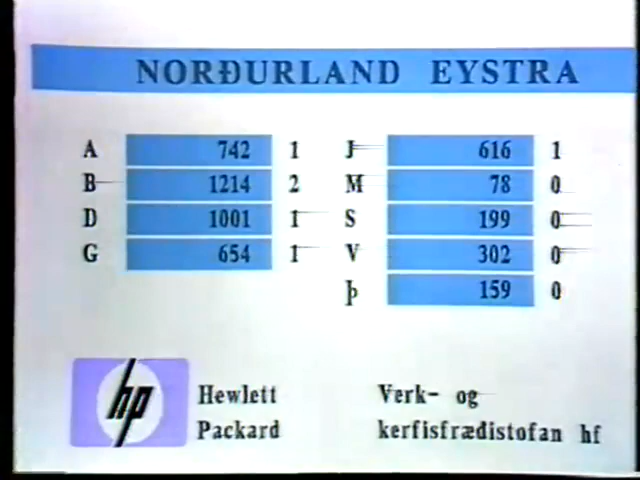 NORÐURLAND EYSTRA
A 742 1 J 616 1
B 1214 2 M 78 0
D 1001 1 S 199 0
G 654 1 V 302 0
Þ 159 0
hp Hewlett Verk- og
Packard kerfisfrædistofan hf